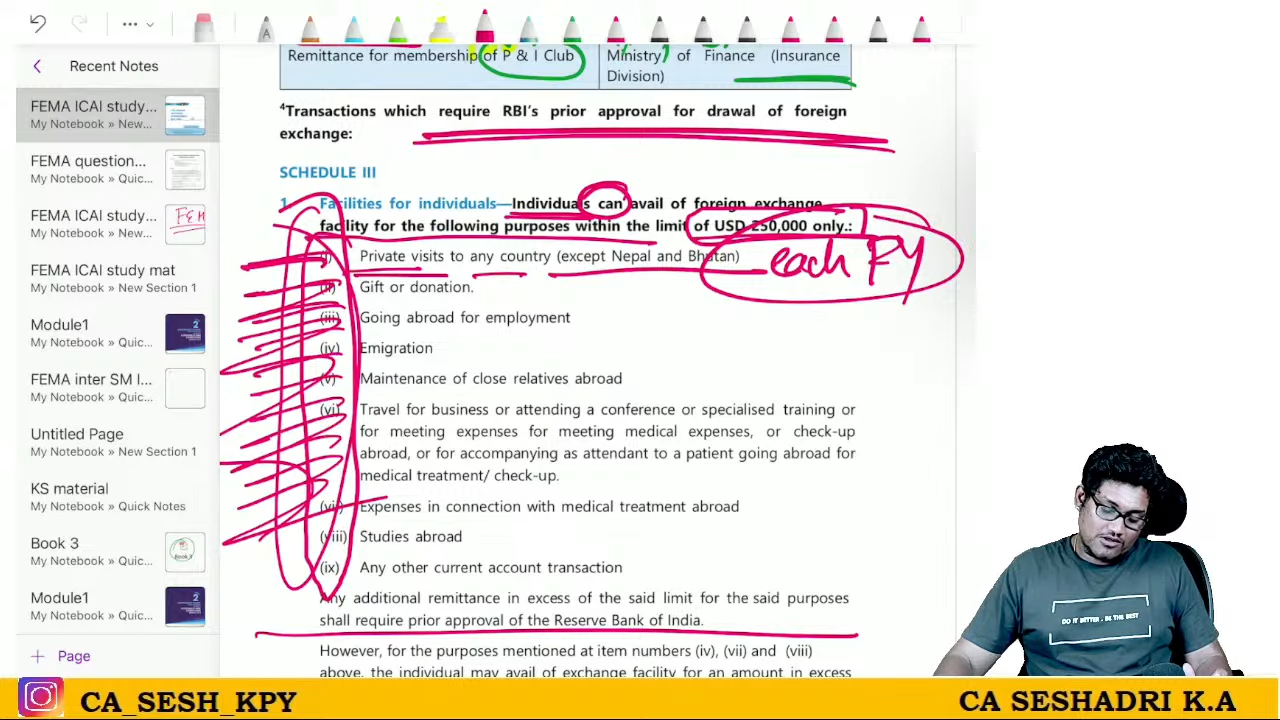 Remittance for membership of P & I Club
Ministry of Finance (Insurance
Division)
⁴Transactions which require RBI's prior approval for drawal of foreign
exchange:
SCHEDULE III
1. Facilities for individuals—Individuals can avail of foreign exchange
facility for the following purposes within the limit of USD 250,000 only.:
(i) Private visits to any country (except Nepal and Bhutan)
each FY
(ii) Gift or donation.
(iii) Going abroad for employment
(iv) Emigration
(v) Maintenance of close relatives abroad
(vi) Travel for business or attending a conference or specialised training or
for meeting expenses for meeting medical expenses, or check-up
abroad, or for accompanying as attendant to a patient going abroad for
medical treatment/ check-up.
(vii) Expenses in connection with medical treatment abroad
(viii) Studies abroad
(ix) Any other current account transaction
Any additional remittance in excess of the said limit for the said purposes
shall require prior approval of the Reserve Bank of India.
However, for the purposes mentioned at item numbers (iv), (vii) and (viii)
above, the individual may avail of exchange facility for an amount in excess
Recent Notes
FEMA ICAI study...
My Notebook » New...
FEMA question...
My Notebook » Quic...
FEMA ICAI study...
My Notebook » New...
FEM
FEMA ICAI study mat
My Notebook » New Section 1
Module1
My Notebook » Quic...
2
FEMA inter SM I...
My Notebook » Quic...
Untitled Page
My Notebook » New Section 1
KS material
My Notebook » Quick Notes
Book 3
My Notebook » Quic...
Book 3
Module1
My Notebook » Quic...
2
+ Page
A
DO IT BETTER . BE THE BEST
CA_SESH_KPY
CA SESHADRI K.A